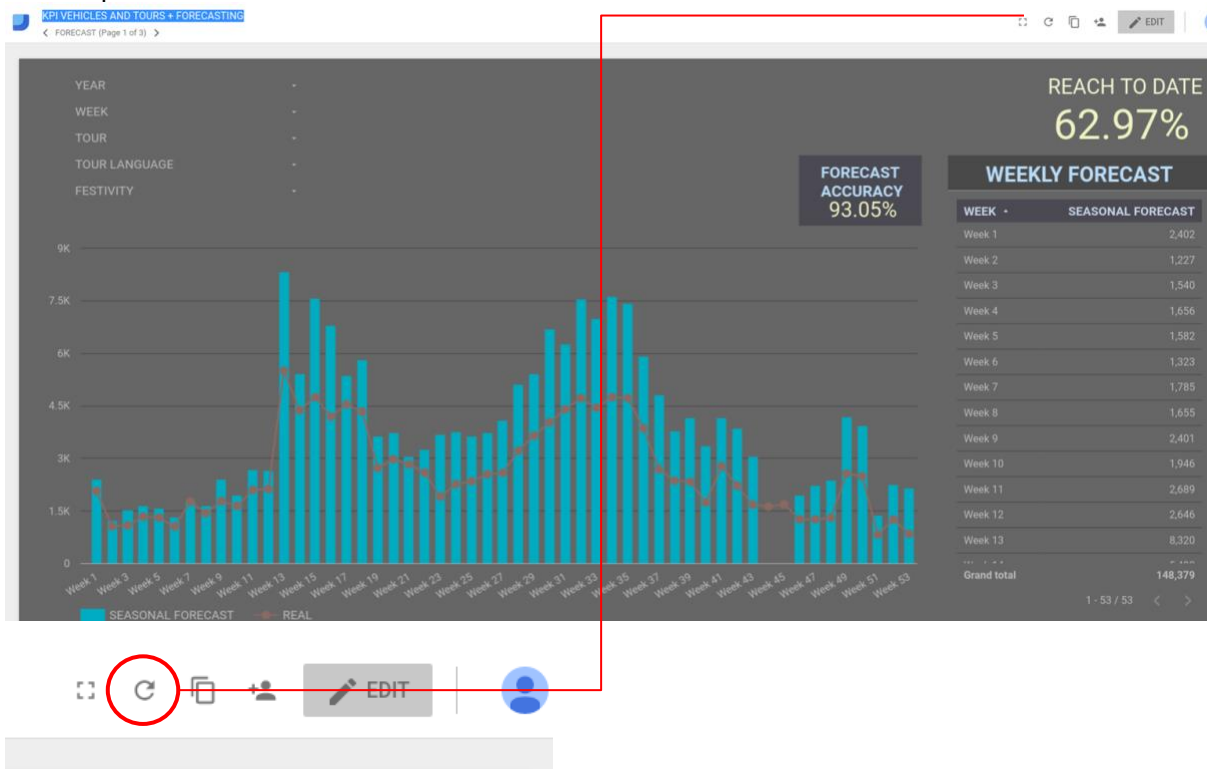 KPI VEHICLES AND TOURS + FORECASTING
FORECAST (Page 1 of 3)
EDIT
YEAR
WEEK
TOUR
TOUR LANGUAGE
FESTIVITY
REACH TO DATE
62.97%
FORECAST
ACCURACY
93.05%
WEEKLY FORECAST
WEEK SEASONAL FORECAST
Week 1 2,402
Week 2 1,227
Week 3 1,540
Week 4 1,656
Week 5 1,582
Week 6 1,323
Week 7 1,785
Week 8 1,655
Week 9 2,401
Week 10 1,946
Week 11 2,689
Week 12 2,646
Week 13 8,320
Grand total 148,379
1 - 53 / 53
9K
7.5K
6K
4.5K
3K
1.5K
0
Week 1 Week 3 Week 5 Week 7 Week 9 Week 11 Week 13 Week 15 Week 17 Week 19 Week 21 Week 23 Week 25 Week 27 Week 29 Week 31 Week 33 Week 35 Week 37 Week 39 Week 41 Week 43 Week 45 Week 47 Week 49 Week 51 Week 53
SEASONAL FORECAST REAL
EDIT